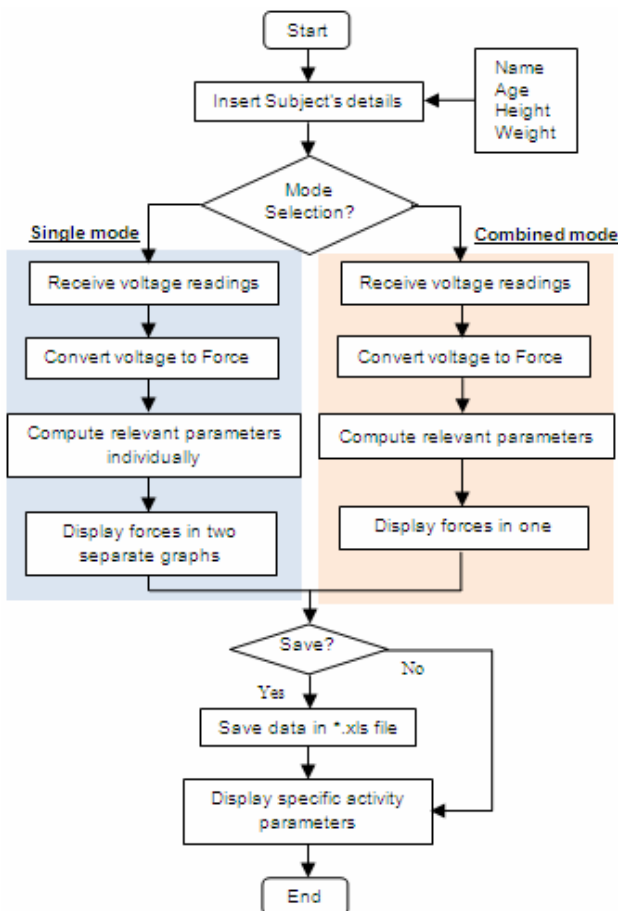 Start
Insert Subject's details
Name
Age
Height
Weight
Mode
Selection?
Single mode
Combined mode
Receive voltage readings
Convert voltage to Force
Compute relevant parameters
individually
Display forces in two
separate graphs
Receive voltage readings
Convert voltage to Force
Compute relevant parameters
Display forces in one
Save?
No
Yes
Save data in *.xls file
Display specific activity
parameters
End